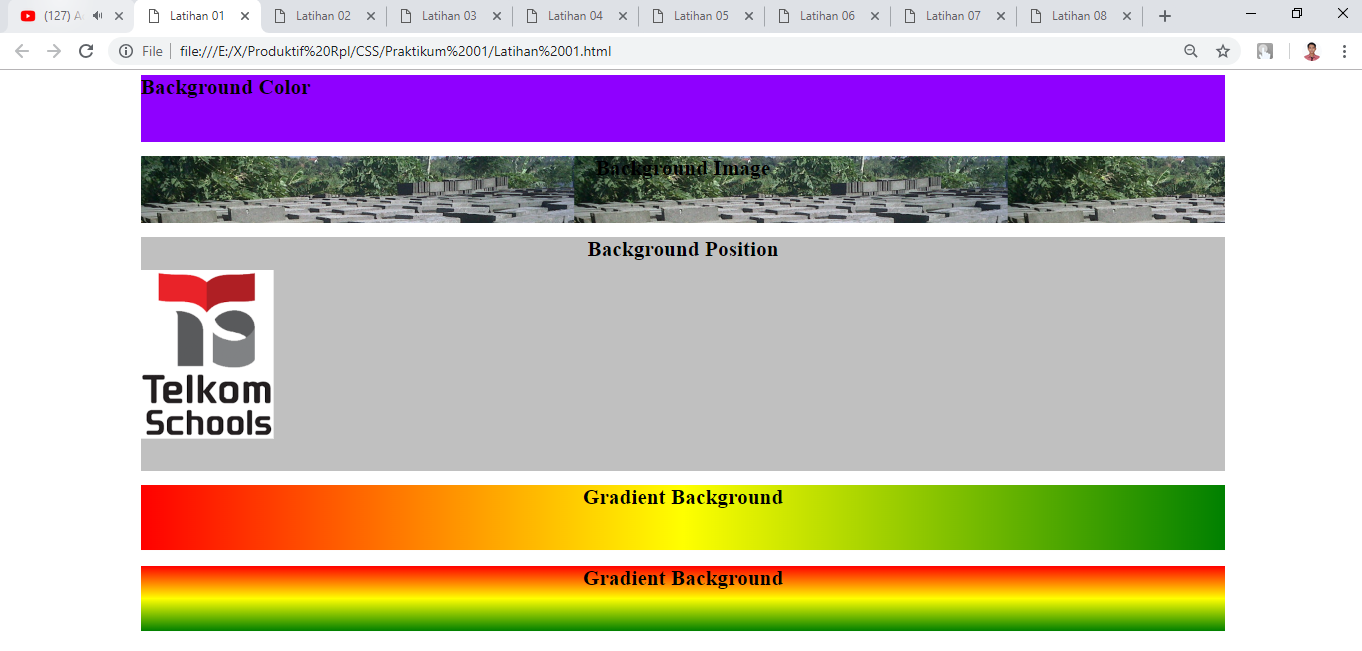 (127) A
Latihan 01
Latihan 02
Latihan 03
Latihan 04
Latihan 05
Latihan 06
Latihan 07
Latihan 08
File
file:///E:/X/Produktif%20Rpl/CSS/Praktikum%2001/Latihan%2001.html
Background Color
Background Image
Background Position
Telkom
Schools
Gradient Background
Gradient Background